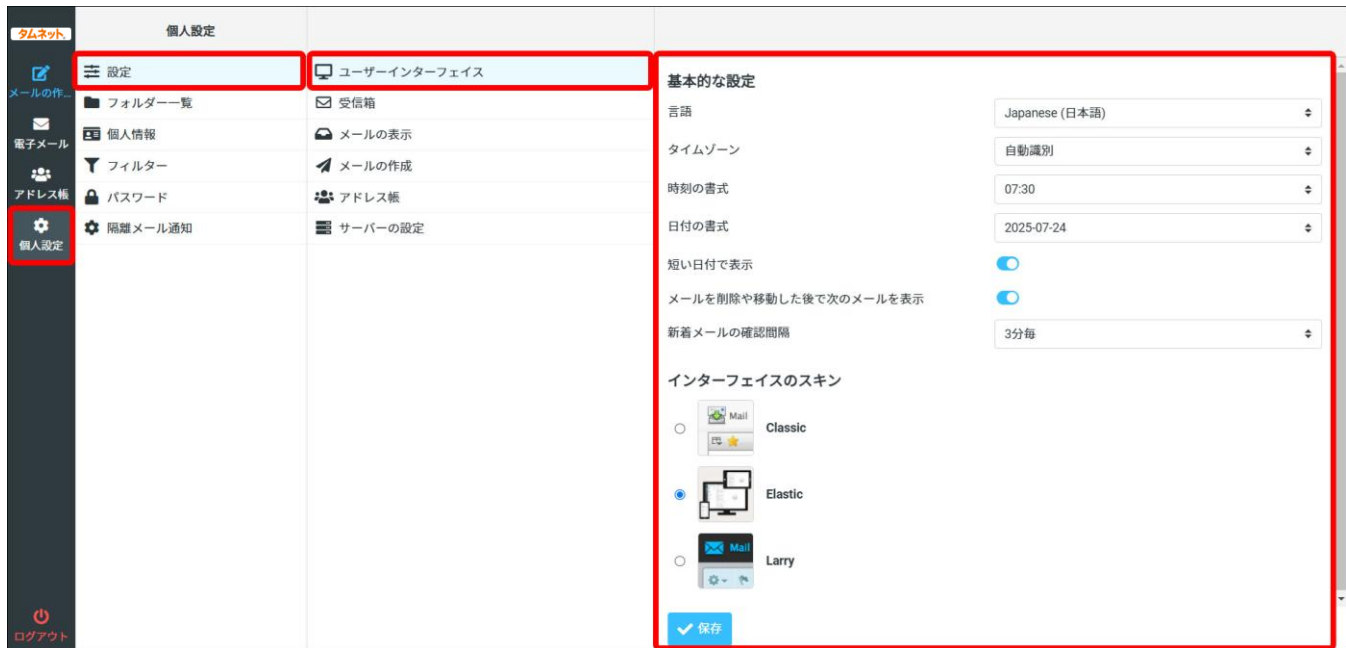 タムネット
メールの作...
電子メール
アドレス帳
個人設定
ログアウト
個人設定
設定
フォルダー一覧
個人情報
フィルター
パスワード
隔離メール通知
ユーザーインターフェイス
受信箱
メールの表示
メールの作成
アドレス帳
サーバーの設定
基本的な設定
言語 Japanese (日本語)
タイムゾーン 自動識別
時刻の書式 07:30
日付の書式 2025-07-24
短い日付で表示
メールを削除や移動した後で次のメールを表示
新着メールの確認間隔 3分毎
インターフェイスのスキン
Mail
Classic
Elastic
Mail
Larry
保存